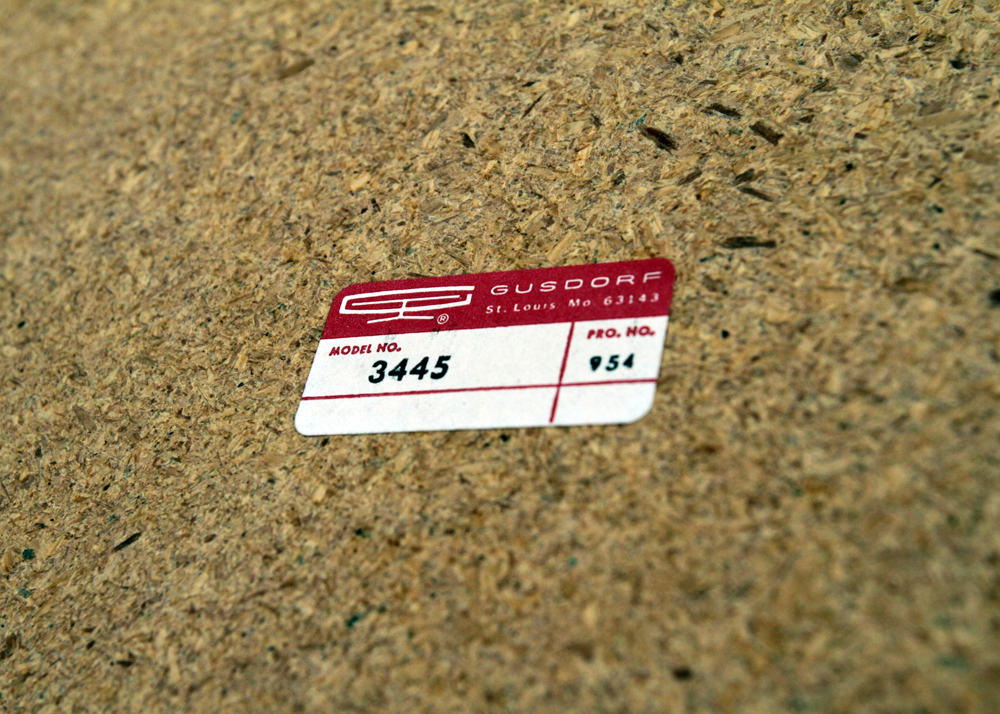 GUSDORF
St. Louis Mo 63143
®
MODEL NO.
3445
PRO. NO.
954